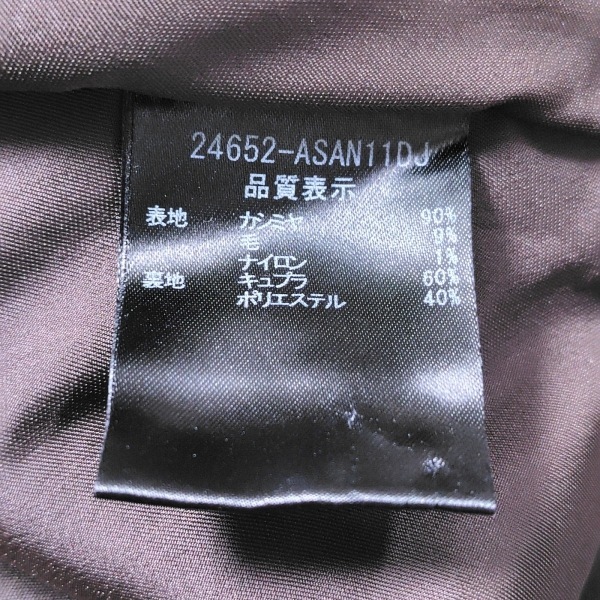 24652-ASAN11DJ
品質表示
表地 カシミヤ 90%
毛 9%
ナイロン 1%
裏地 キュプラ 60%
ポリエステル 40%